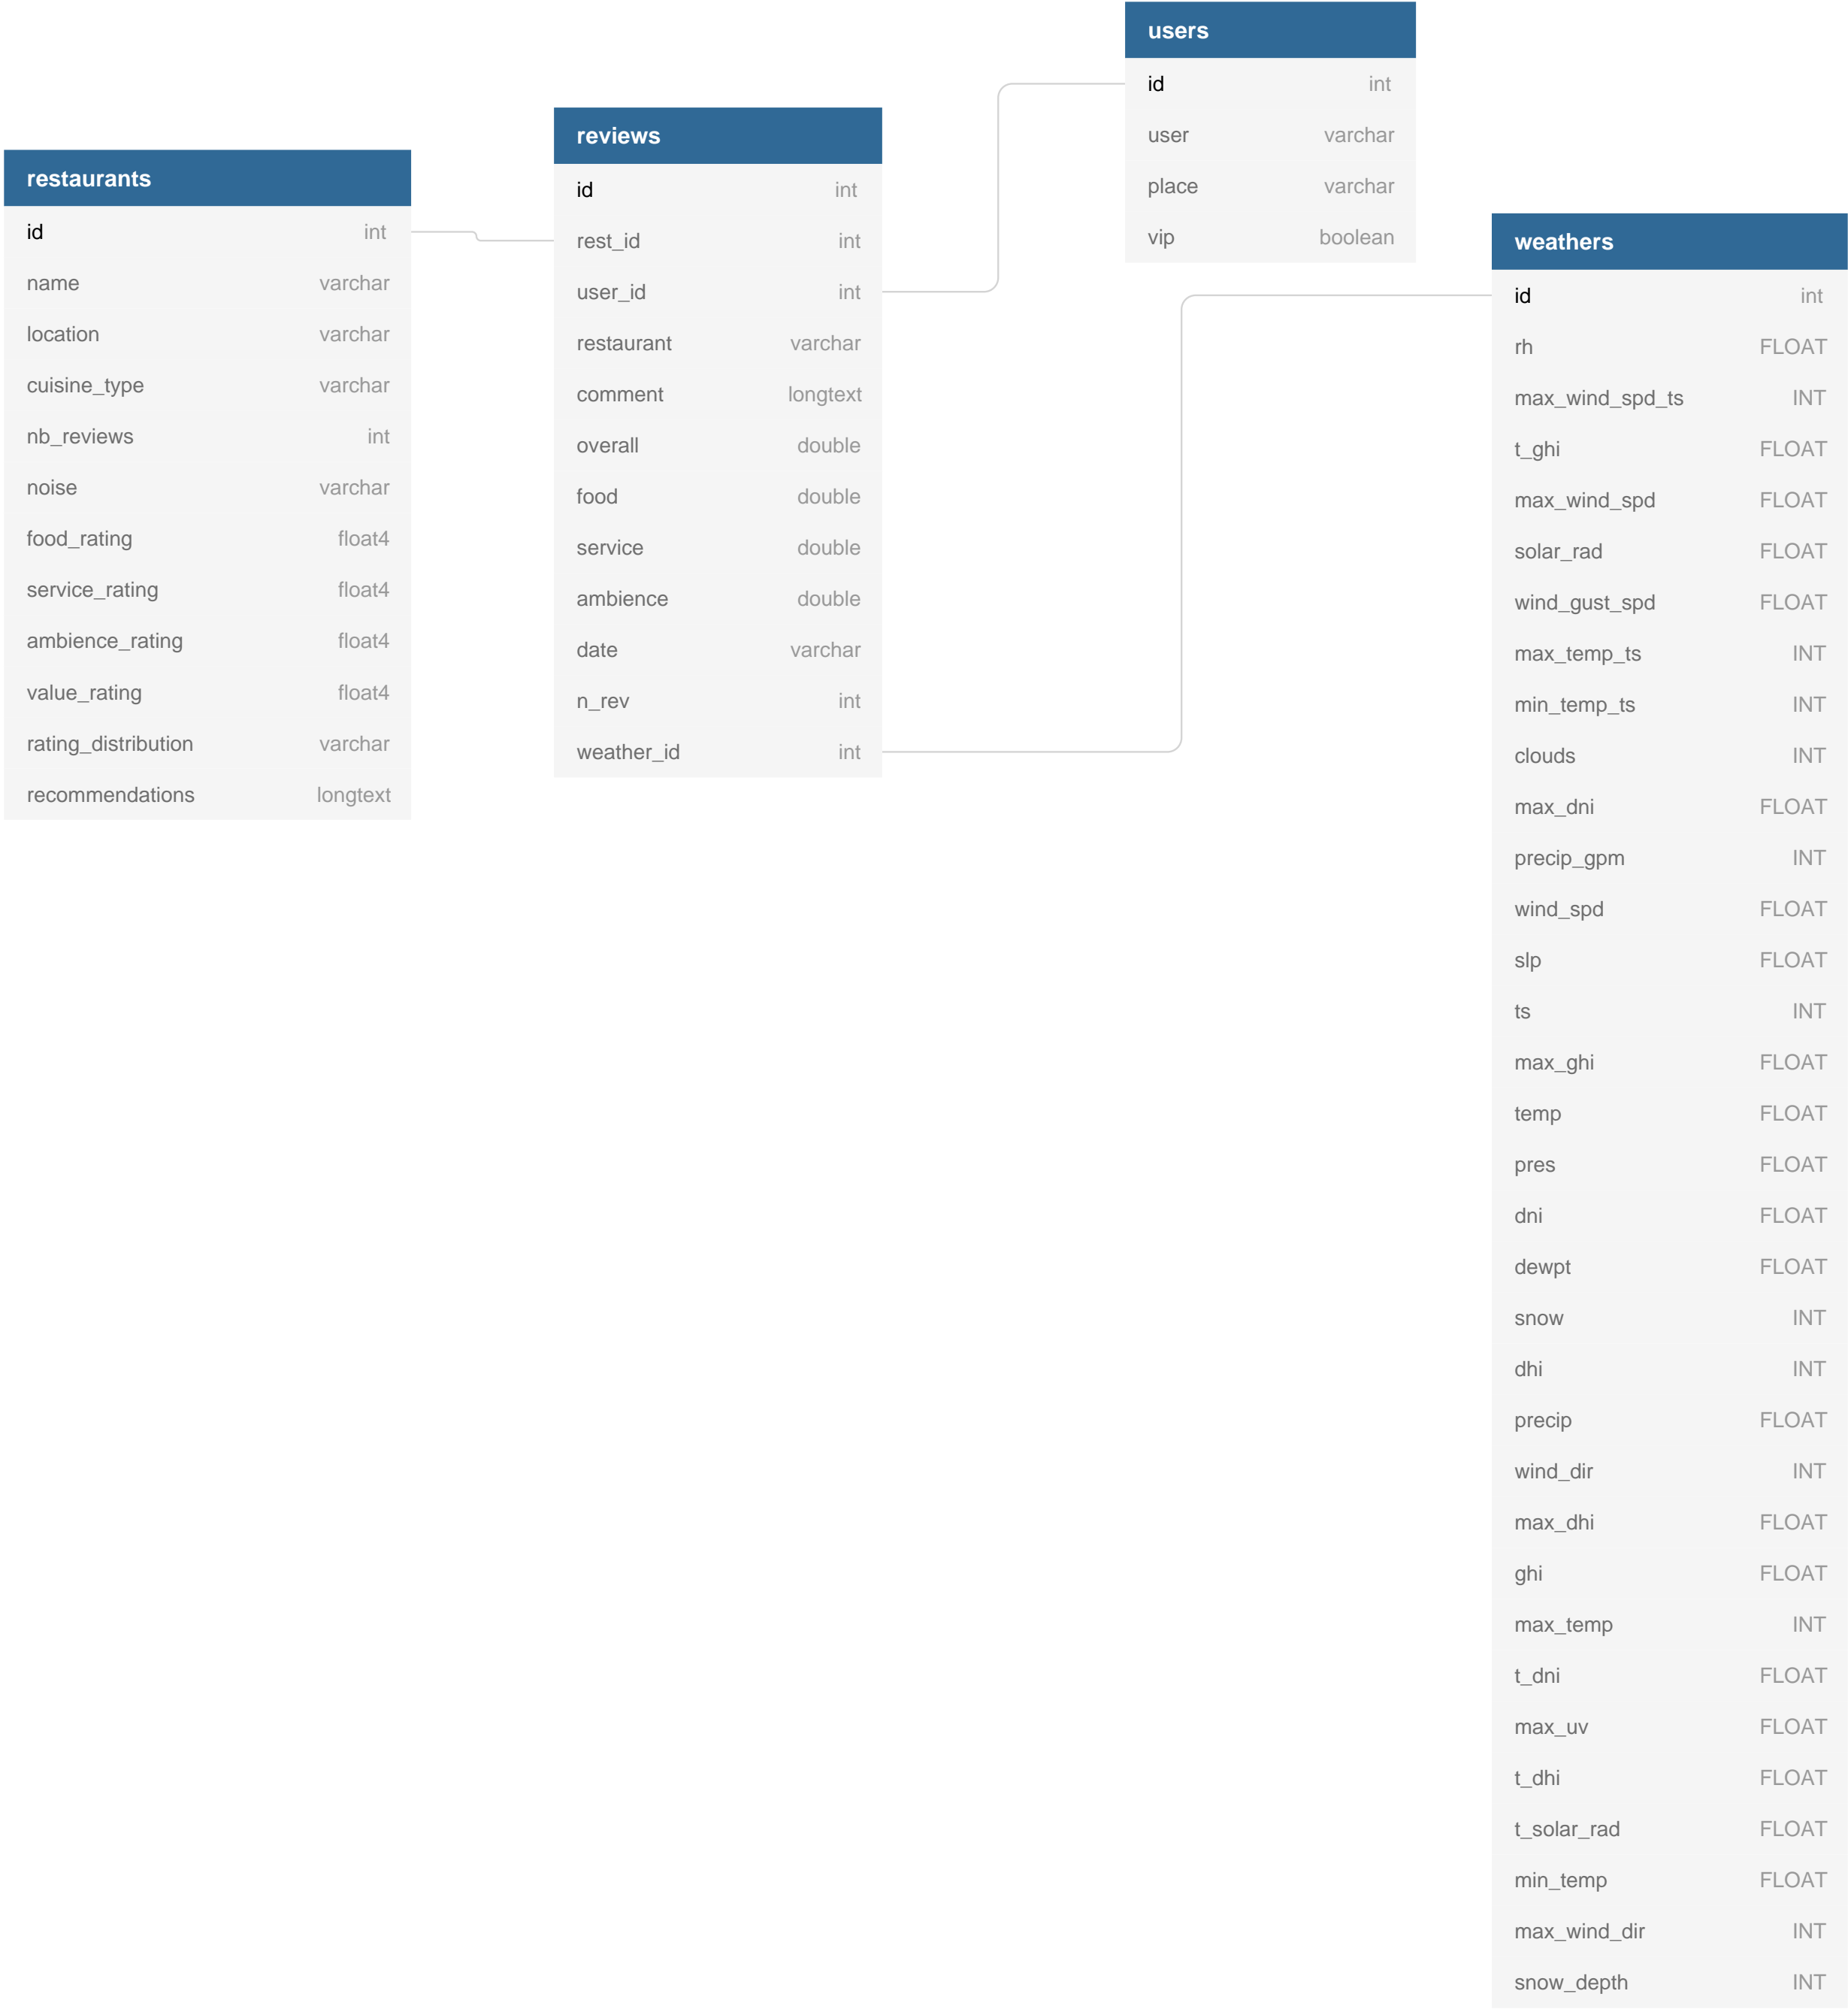 restaurants
id int
name varchar
location varchar
cuisine_type varchar
nb_reviews int
noise varchar
food_rating float4
service_rating float4
ambience_rating float4
value_rating float4
rating_distribution varchar
recommendations longtext
reviews
id int
rest_id int
user_id int
restaurant varchar
comment longtext
overall double
food double
service double
ambience double
date varchar
n_rev int
weather_id int
users
id int
user varchar
place varchar
vip boolean
weathers
id int
rh FLOAT
max_wind_spd_ts INT
t_ghi FLOAT
max_wind_spd FLOAT
solar_rad FLOAT
wind_gust_spd FLOAT
max_temp_ts INT
min_temp_ts INT
clouds INT
max_dni FLOAT
precip_gpm INT
wind_spd FLOAT
slp FLOAT
ts INT
max_ghi FLOAT
temp FLOAT
pres FLOAT
dni FLOAT
dewpt FLOAT
snow INT
dhi INT
precip FLOAT
wind_dir INT
max_dhi FLOAT
ghi FLOAT
max_temp INT
t_dni FLOAT
max_uv FLOAT
t_dhi FLOAT
t_solar_rad FLOAT
min_temp FLOAT
max_wind_dir INT
snow_depth INT